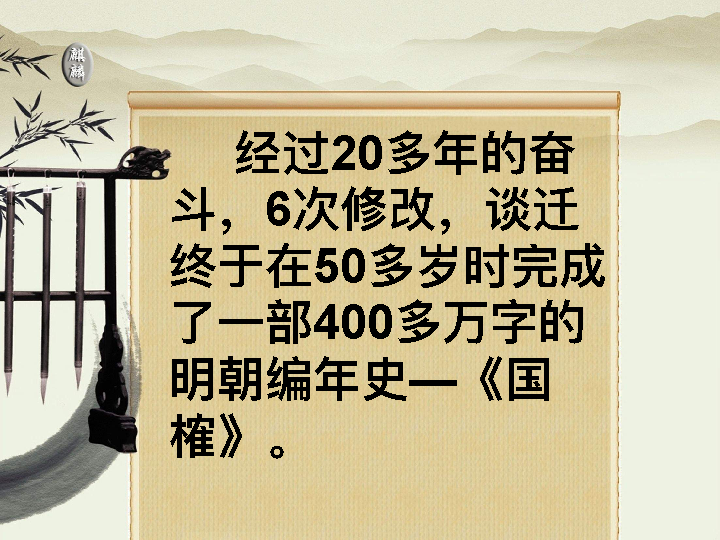 麒
麟
经过20多年的奋
斗，6次修改，谈迁
终于在50多岁时完成
了一部400多万字的
明朝编年史—《国
榷》。